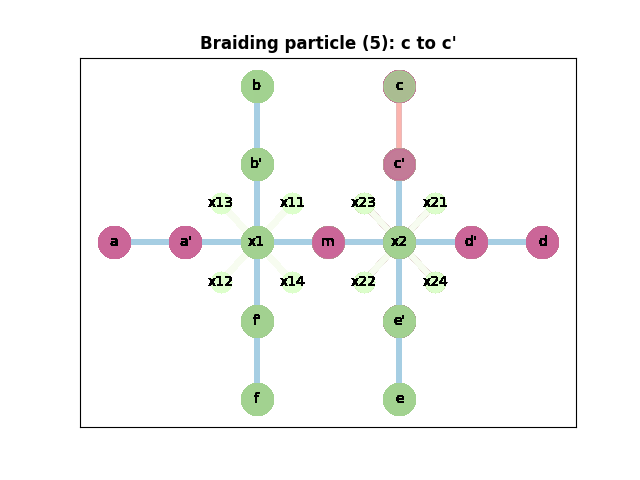 Braiding particle (5): c to c'
b c
b' c'
x13 x11 x23 x21
a a' x1 m x2 d' d
x12 x14 x22 x24
f' e'
f e